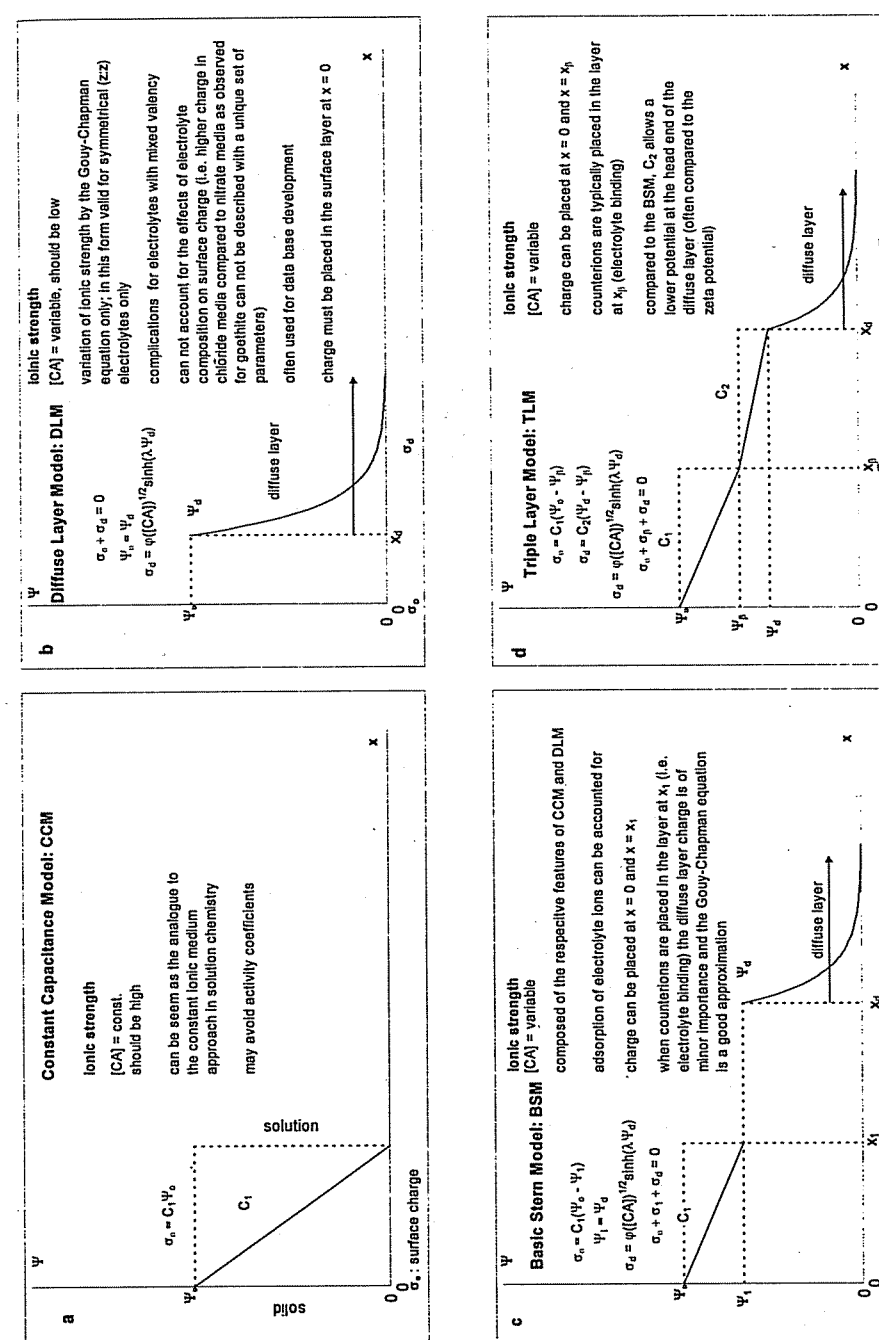 a
Ψ
Constant Capacitance Model: CCM
Ionic strength
[CA] = const.
should be high
can be seem as the analogue to
the constant ionic medium
approach in solution chemistry
may avoid activity coefficients
σₒ = C₁Ψₒ
Ψₒ
C₁
solid
solution
x
0
0
σₒ : surface charge
b
Ψ
Diffuse Layer Model: DLM
σₒ + σd = 0
Ψₒ = Ψd
σd = φ([CA])^1/2 sinh(λΨd)
Ioinic strength
[CA] = variable, should be low
variation of ionic strength by the Gouy-Chapman
equation only; in this form valid for symmetrical (z:z)
electrolytes only
complications for electrolytes with mixed valency
can not account for the effects of electrolyte
composition on surface charge (i.e. higher charge in
chloride media compared to nitrate media as observed
for goethite can not be described with a unique set of
parameters)
often used for data base development
charge must be placed in the surface layer at x = 0
Ψₒ
Ψd
diffuse layer
x
0
0
xd
σₒ
σd
c
Ψ
Basic Stern Model: BSM
σₒ = C₁(Ψₒ - Ψ₁)
Ψ₁ = Ψd
σd = φ([CA])^1/2 sinh(λΨd)
σₒ + σ₁ + σd = 0
Ionic strength
[CA] = variable
composed of the respecitve features of CCM and DLM
adsorption of electrolyte ions can be accounted for
charge can be placed at x = 0 and x = x₁
when counterions are placed in the layer at x₁ (i.e.
electrolyte binding) the diffuse layer charge is of
minor importance and the Gouy-Chapman equation
is a good approximation
Ψₒ
C₁
Ψ₁
Ψd
diffuse layer
x
0
0
x₁
xd
d
Ψ
Triple Layer Model: TLM
σₒ = C₁(Ψₒ - Ψβ)
σd = C₂(Ψd - Ψβ)
σd = φ([CA])^1/2 sinh(λΨd)
σₒ + σβ + σd = 0
Ionic strength
[CA] = variable
charge can be placed at x = 0 and x = xβ
counterions are typically placed in the layer
at xβ (electrolyte binding)
compared to the BSM, C₂ allows a
lower potential at the head end of the
diffuse layer (often compared to the
zeta potential)
Ψₒ
C₁
Ψβ
C₂
Ψd
diffuse layer
x
0
0
xβ
xd